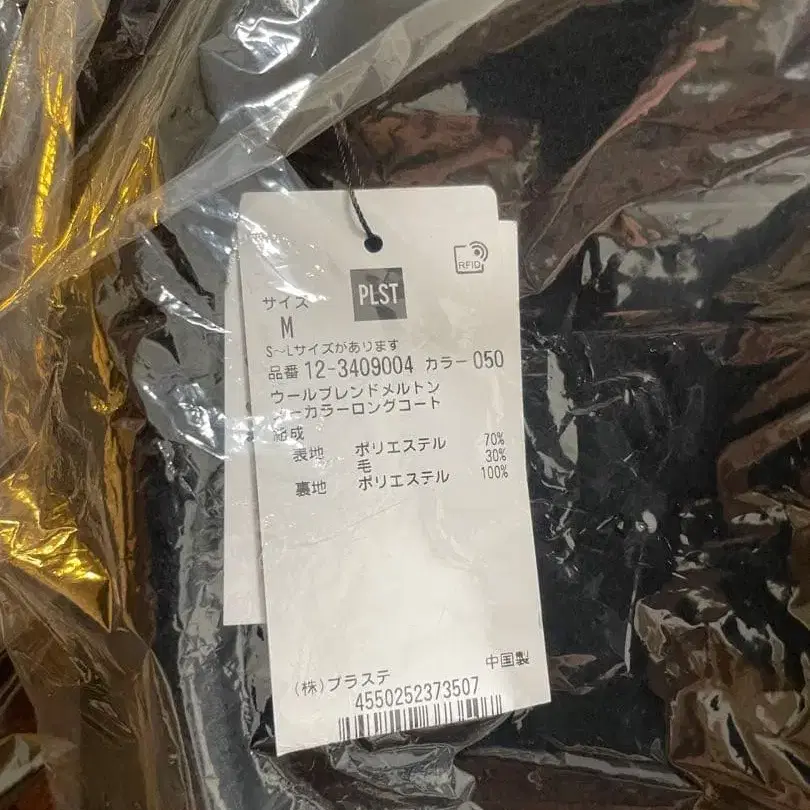 RFID
PLST
サイズ
M
S~Lサイズがあります
品番 12-3409004 カラー 050
ウールブレンドメルトン
ーカラーロングコート
組成
表地 ポリエステル 70%
毛 30%
裏地 ポリエステル 100%
中国製
(株)プラステ
4550252373507